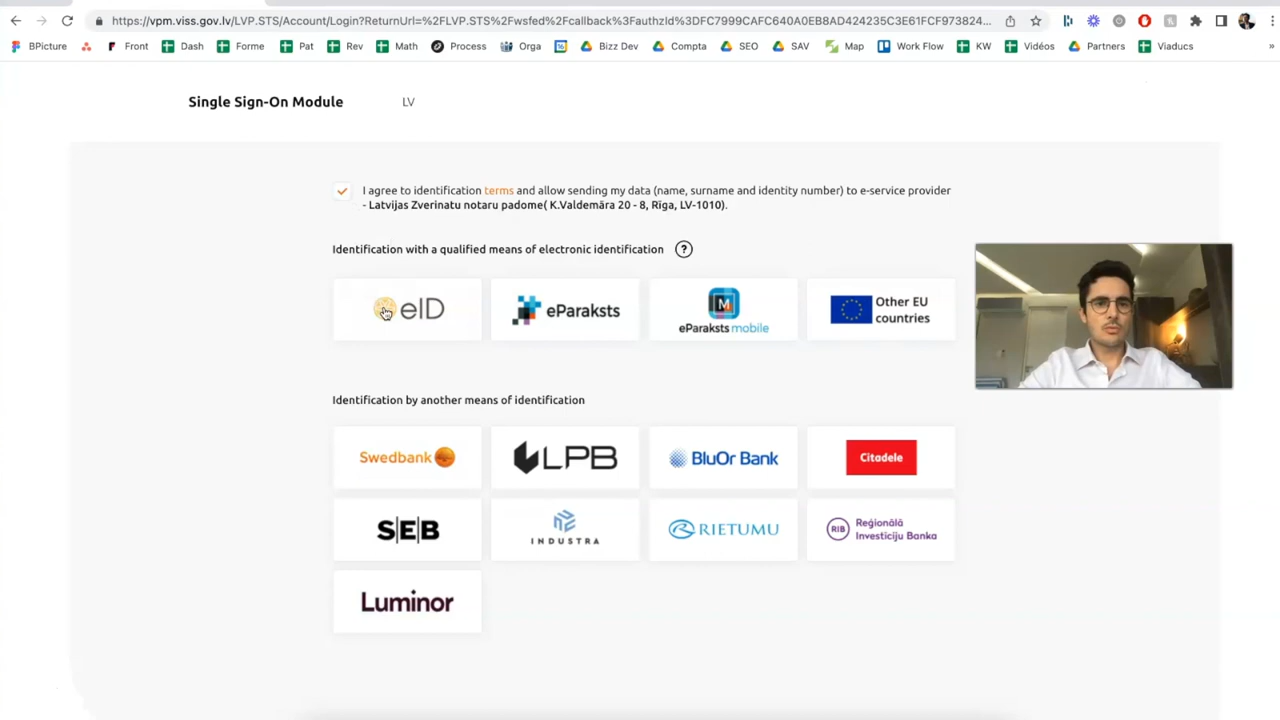 https://vpm.viss.gov.lv/LVP.STS/Account/Login?ReturnUrl=%2FLVP.STS%2Fwsfed%2Fcallback%3Fauthzld%3DFC7999CAFC640A0EB8AD424235C3E61FCF973824...
BPicture Front Dash Forme Pat Rev Math Process Orga Bizz Dev Compta SEO SAV Map Work Flow KW Vidéos Partners Viaducs »
Single Sign-On Module LV
I agree to identification terms and allow sending my data (name, surname and identity number) to e-service provider
- Latvijas Zverinatu notaru padome( K.Valdemāra 20 - 8, Rīga, LV-1010).
Identification with a qualified means of electronic identification ?
eID eParaksts M eParaksts mobile Other EU countries
Identification by another means of identification
Swedbank LPB BluOr Bank Citadele
SEB INDUSTRA RIETUMU RIB Reģionālā Investīciju Banka
Luminor